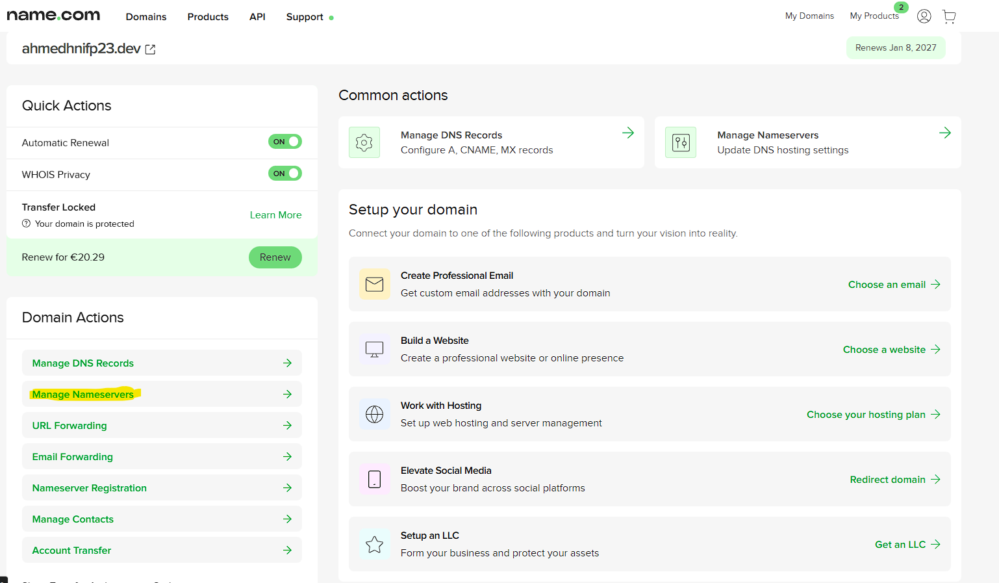 name.com Domains Products API Support My Domains My Products 2
ahmedhnifp23.dev Renews Jan 8, 2027
Quick Actions
Automatic Renewal ON
WHOIS Privacy ON
Transfer Locked
Your domain is protected
Learn More
Renew for €20.29 Renew
Domain Actions
Manage DNS Records
Manage Nameservers
URL Forwarding
Email Forwarding
Nameserver Registration
Manage Contacts
Account Transfer
Common actions
Manage DNS Records
Configure A, CNAME, MX records
Manage Nameservers
Update DNS hosting settings
Setup your domain
Connect your domain to one of the following products and turn your vision into reality.
Create Professional Email
Get custom email addresses with your domain
Choose an email
Build a Website
Create a professional website or online presence
Choose a website
Work with Hosting
Set up web hosting and server management
Choose your hosting plan
Elevate Social Media
Boost your brand across social platforms
Redirect domain
Setup an LLC
Form your business and protect your assets
Get an LLC